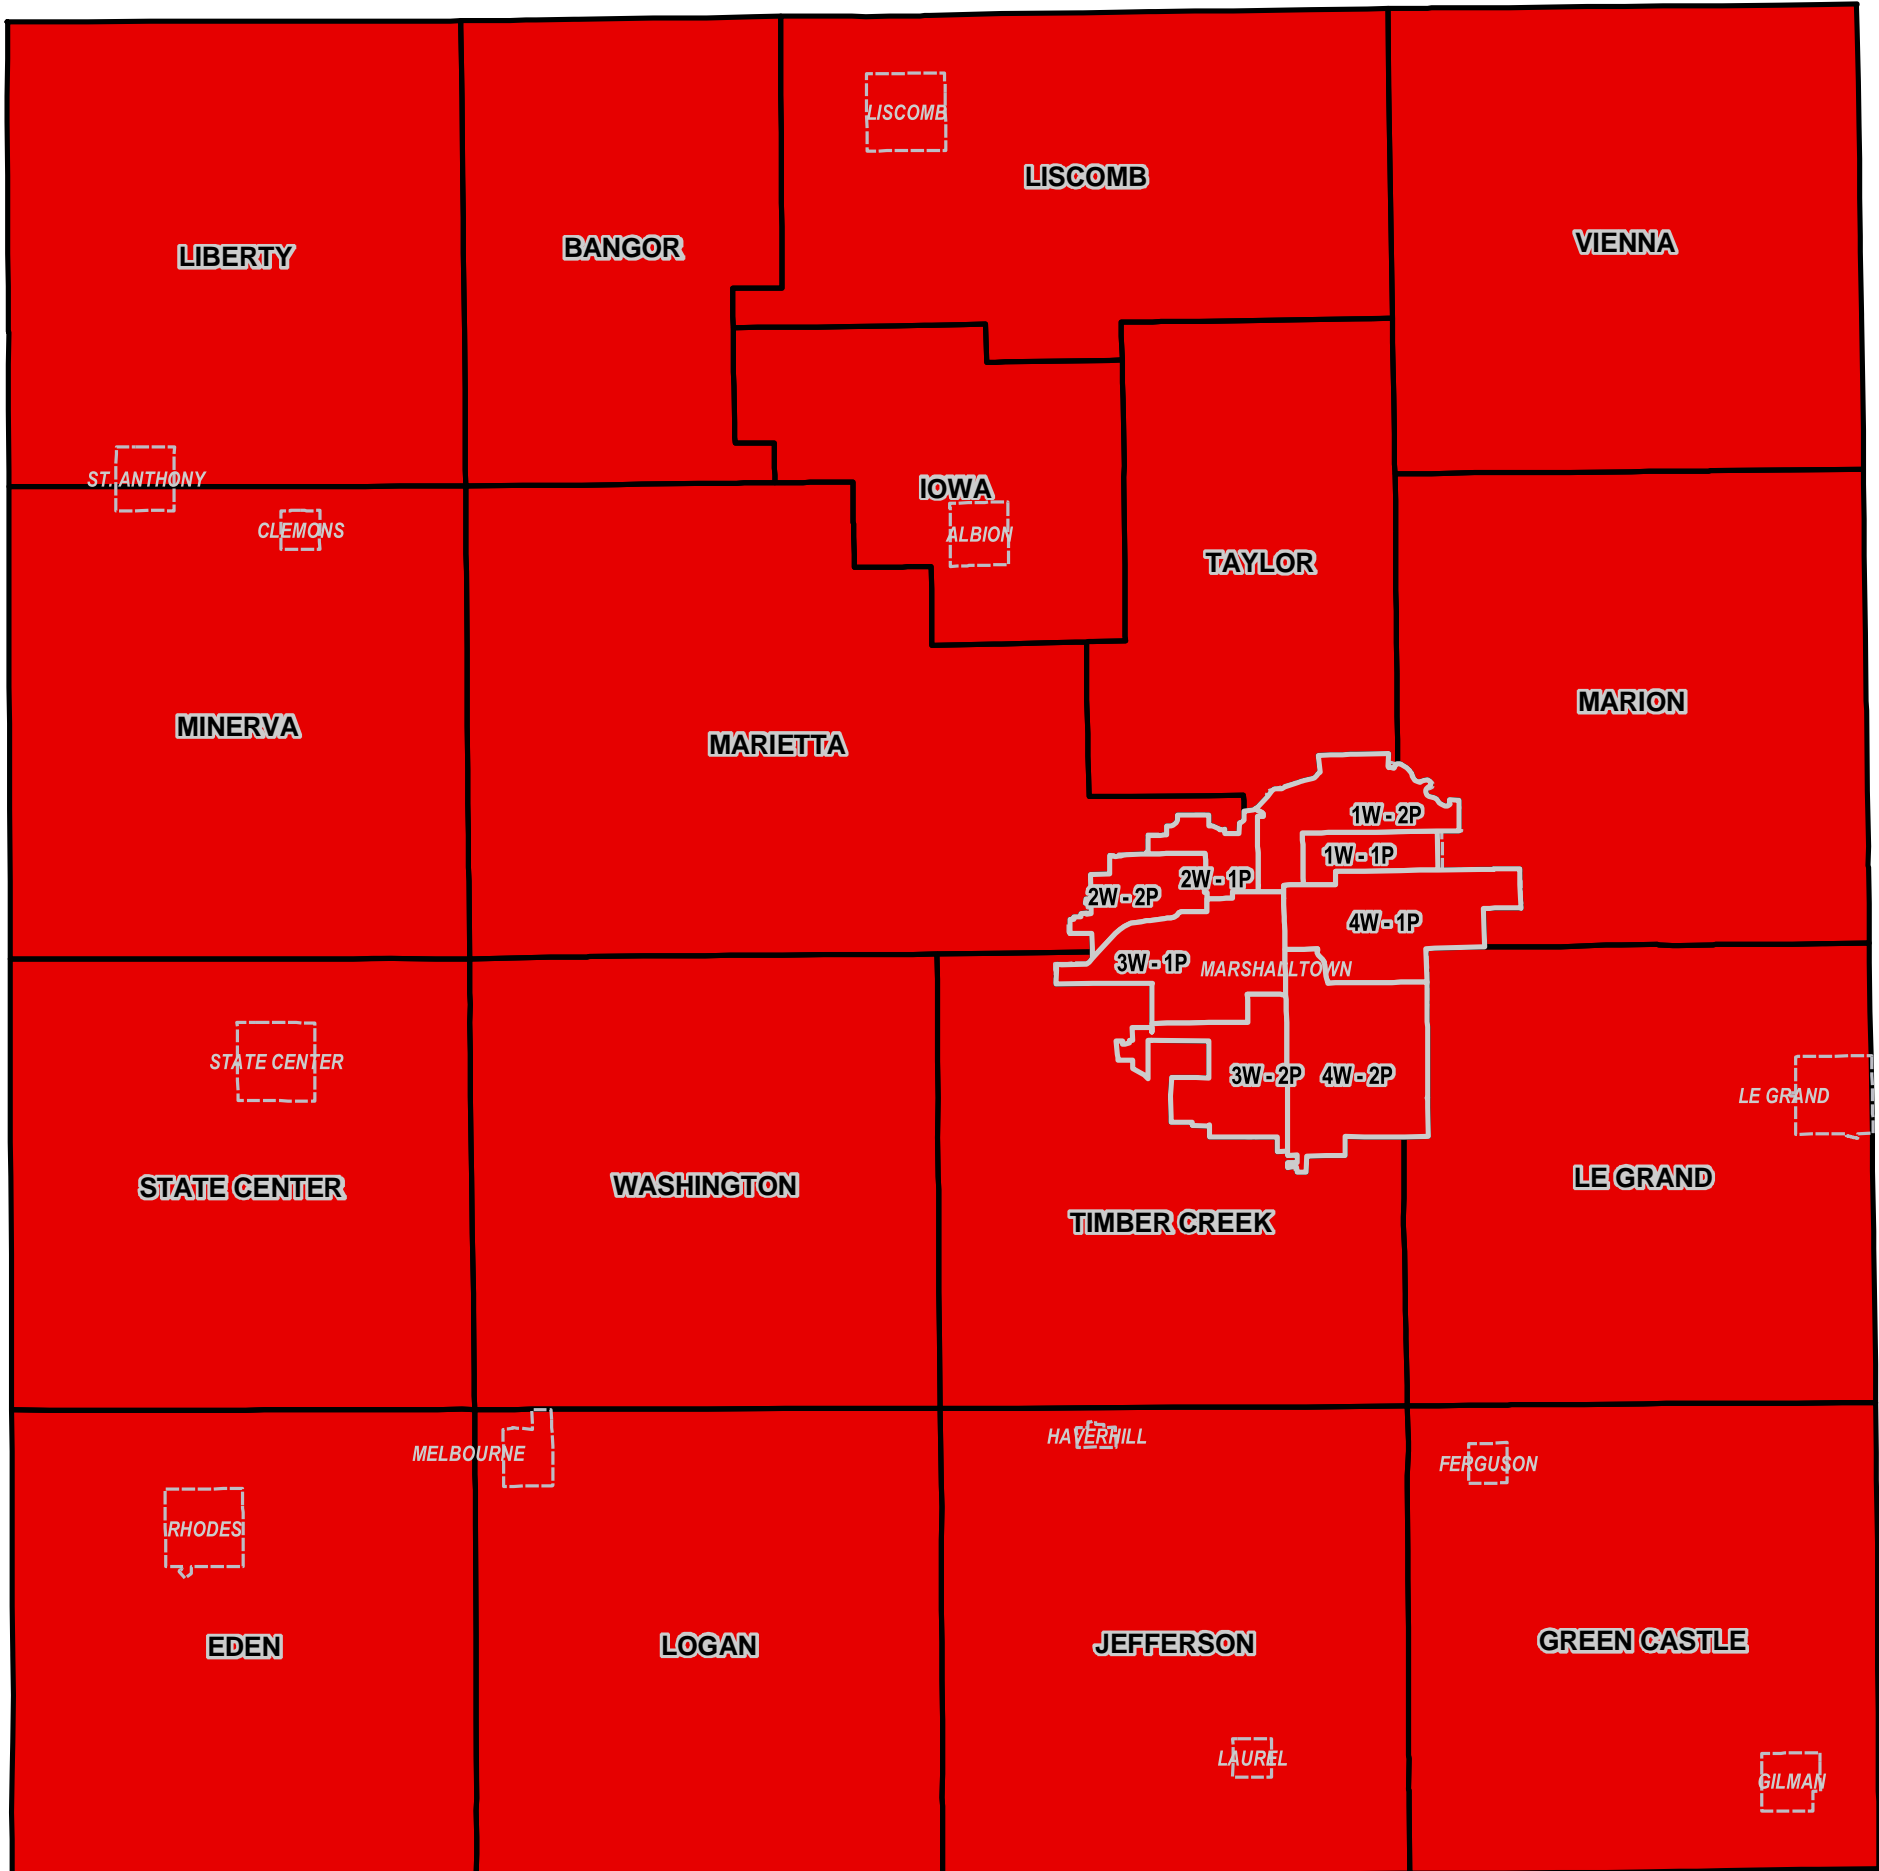 LISCOMB
LISCOMB
LIBERTY
BANGOR
VIENNA
ST. ANTHONY
CLEMONS
IOWA
ALBION
TAYLOR
MINERVA
MARIETTA
MARION
1W - 2P
1W - 1P
2W - 1P
2W - 2P
4W - 1P
3W - 1P
MARSHALLTOWN
STATE CENTER
3W - 2P
4W - 2P
LE GRAND
STATE CENTER
WASHINGTON
TIMBER CREEK
LE GRAND
MELBOURNE
HAVERHILL
FERGUSON
RHODES
EDEN
LOGAN
JEFFERSON
GREEN CASTLE
LAUREL
GILMAN